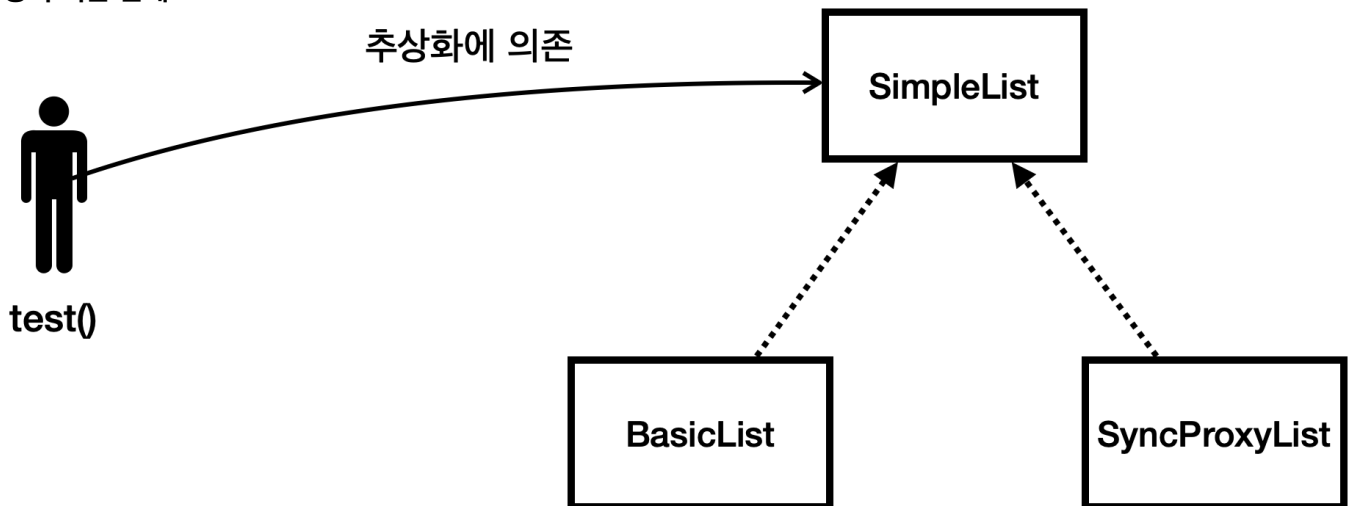 추상화에 의존
SimpleList
test()
BasicList
SyncProxyList